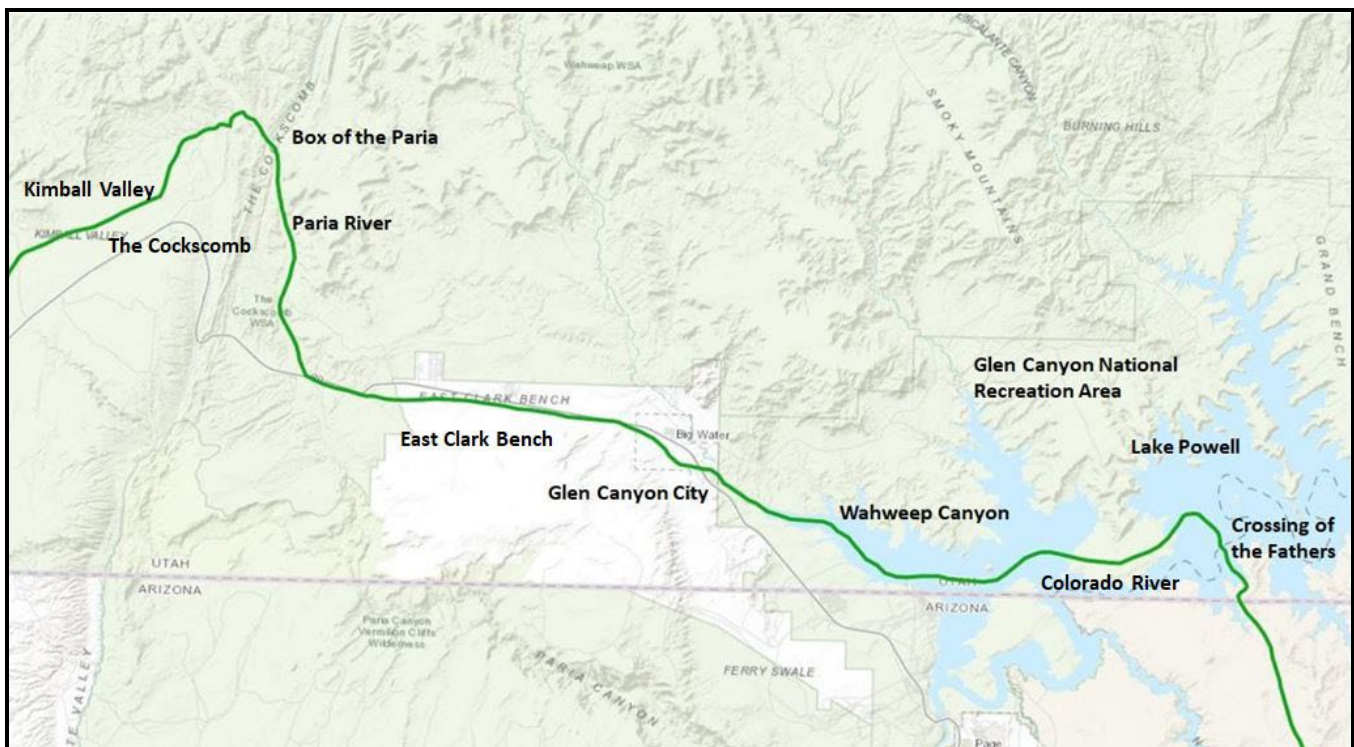 ESCALANTE CANYON
Wahweap WSA
SMOKY MOUNTAINS
BURNING HILLS
THE COCKSCOMB
Box of the Paria
Kimball Valley
Paria River
KIMBALL VALLEY
The Cockscomb
GRAND BENCH
The
Cockscomb
WSA
Glen Canyon National
Recreation Area
EAST CLARK BENCH
East Clark Bench
Big Water
Lake Powell
Glen Canyon City
Wahweep Canyon
Crossing of
the Fathers
UTAH
ARIZONA
UTAH
ARIZONA
Colorado River
Paria Canyon
Vermilion Cliffs
Wilderness
PARIA CANYON
FERRY SWALE
VALLEY
Page